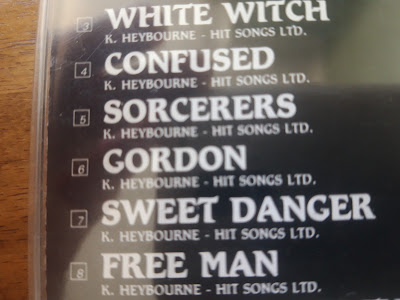 3 WHITE WITCH
K. HEYBOURNE - HIT SONGS LTD.
4 CONFUSED
K. HEYBOURNE - HIT SONGS LTD.
5 SORCERERS
K. HEYBOURNE - HIT SONGS LTD.
6 GORDON
K. HEYBOURNE - HIT SONGS LTD.
7 SWEET DANGER
K. HEYBOURNE - HIT SONGS LTD.
8 FREE MAN
K. HEYBOURNE - HIT SONGS LTD.